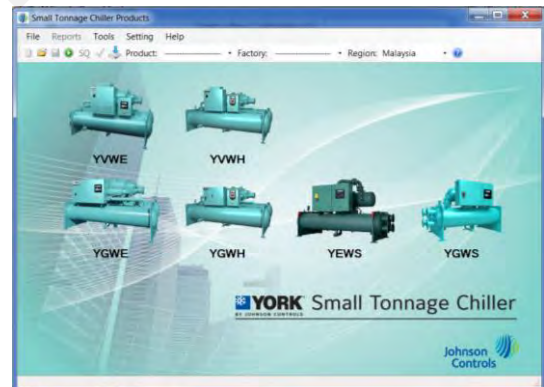 Small Tonnage Chiller Products
File Reports Tools Setting Help
SQ Product: Factory: Region: Malaysia
YVWE YVWH
YGWE YGWH YEWS YGWS
YORK Small Tonnage Chiller
BY JOHNSON CONTROLS
Johnson
Controls